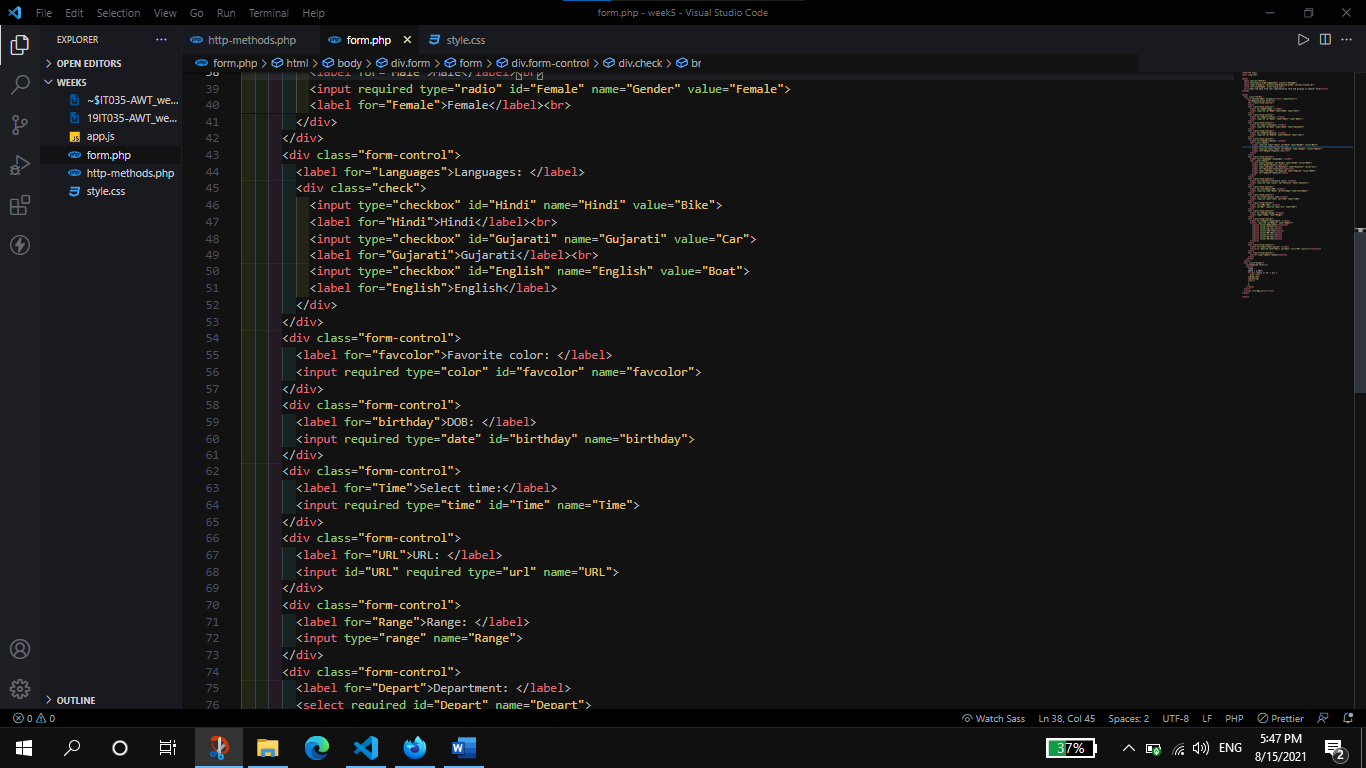 File Edit Selection View Go Run Terminal Help
form.php - week5 - Visual Studio Code
EXPLORER
OPEN EDITORS
WEEK5
~$IT035-AWT_we...
19IT035-AWT_we...
app.js
form.php
http-methods.php
style.css
OUTLINE
http-methods.php form.php style.css
form.php > html > body > div.form > form > div.form-control > div.check > br
38 <label for="Male">Male</label><br>
39 <input required type="radio" id="Female" name="Gender" value="Female">
40 <label for="Female">Female</label><br>
41 </div>
42 </div>
43 <div class="form-control">
44 <label for="Languages">Languages: </label>
45 <div class="check">
46 <input type="checkbox" id="Hindi" name="Hindi" value="Bike">
47 <label for="Hindi">Hindi</label><br>
48 <input type="checkbox" id="Gujarati" name="Gujarati" value="Car">
49 <label for="Gujarati">Gujarati</label><br>
50 <input type="checkbox" id="English" name="English" value="Boat">
51 <label for="English">English</label>
52 </div>
53 </div>
54 <div class="form-control">
55 <label for="favcolor">Favorite color: </label>
56 <input required type="color" id="favcolor" name="favcolor">
57 </div>
58 <div class="form-control">
59 <label for="birthday">DOB: </label>
60 <input required type="date" id="birthday" name="birthday">
61 </div>
62 <div class="form-control">
63 <label for="Time">Select time:</label>
64 <input required type="time" id="Time" name="Time">
65 </div>
66 <div class="form-control">
67 <label for="URL">URL: </label>
68 <input id="URL" required type="url" name="URL">
69 </div>
70 <div class="form-control">
71 <label for="Range">Range: </label>
72 <input type="range" name="Range">
73 </div>
74 <div class="form-control">
75 <label for="Depart">Department: </label>
76 <select required id="Depart" name="Depart">
0 0
Watch Sass Ln 38, Col 45 Spaces: 2 UTF-8 LF PHP Prettier
37% ENG 5:47 PM
8/15/2021
2